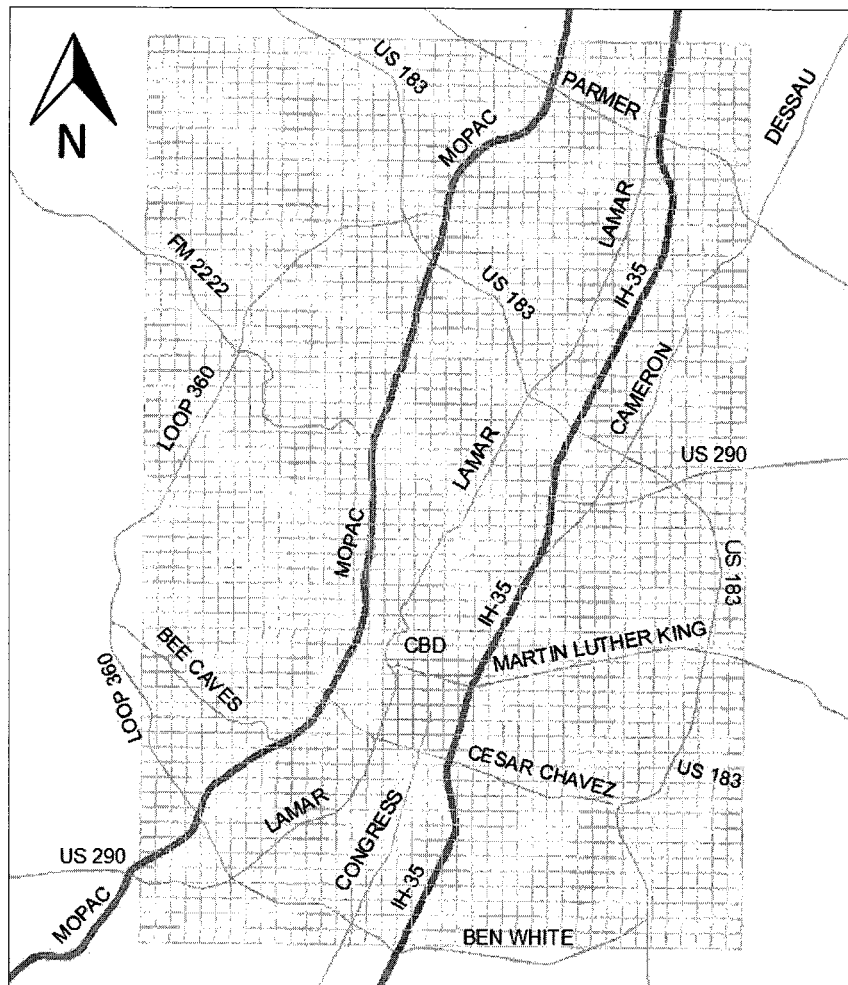 US 183
PARMER
DESSAU
MOPAC
N
LAMAR
FM 2222
US 183
IH-35
LOOP 360
CAMERON
LAMAR
US 290
MOPAC
US 183
IH-35
CBD
MARTIN LUTHER KING
BEE CAVES
LOOP 360
CESAR CHAVEZ
US 183
LAMAR
CONGRESS
US 290
IH-35
MOPAC
BEN WHITE